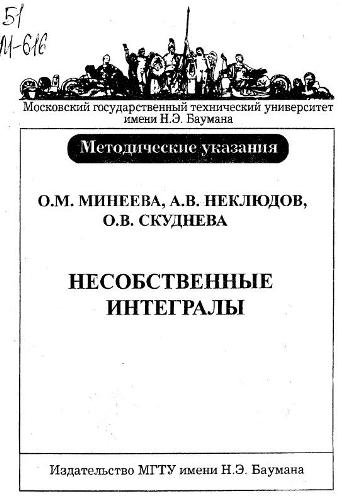 51
М-616
Московский государственный технический университет
имени Н.Э. Баумана
Методические указания
О.М. МИНЕЕВА, А.В. НЕКЛЮДОВ,
О.В. СКУДНЕВА
НЕСОБСТВЕННЫЕ
ИНТЕГРАЛЫ
Издательство МГТУ имени Н.Э. Баумана